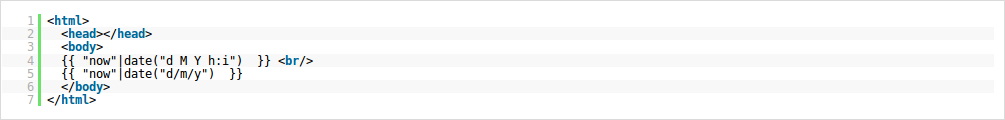 1 <html>
2   <head></head>
3   <body>
4   {{ "now"|date("d M Y h:i")  }} <br/>
5   {{ "now"|date("d/m/y")  }}
6   </body>
7 </html>